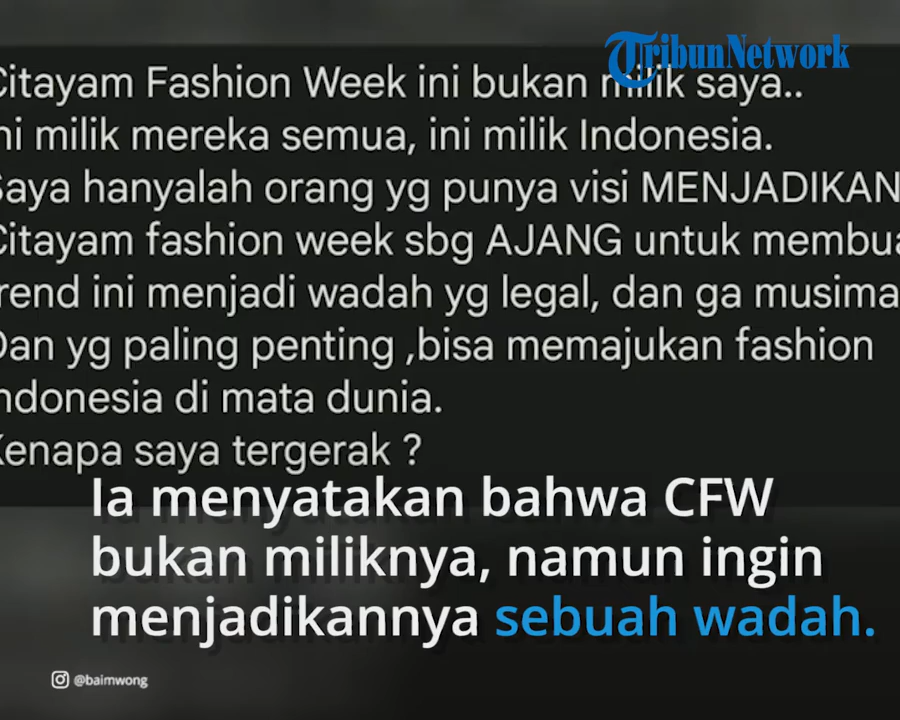 TribunNetwork
Citayam Fashion Week ini bukan milik saya..
ni milik mereka semua, ini milik Indonesia.
Saya hanyalah orang yg punya visi MENJADIKAN
Citayam fashion week sbg AJANG untuk membua
rend ini menjadi wadah yg legal, dan ga musima
Dan yg paling penting ,bisa memajukan fashion
ndonesia di mata dunia.
Kenapa saya tergerak ?
Ia menyatakan bahwa CFW
bukan miliknya, namun ingin
menjadikannya sebuah wadah.
@baimwong